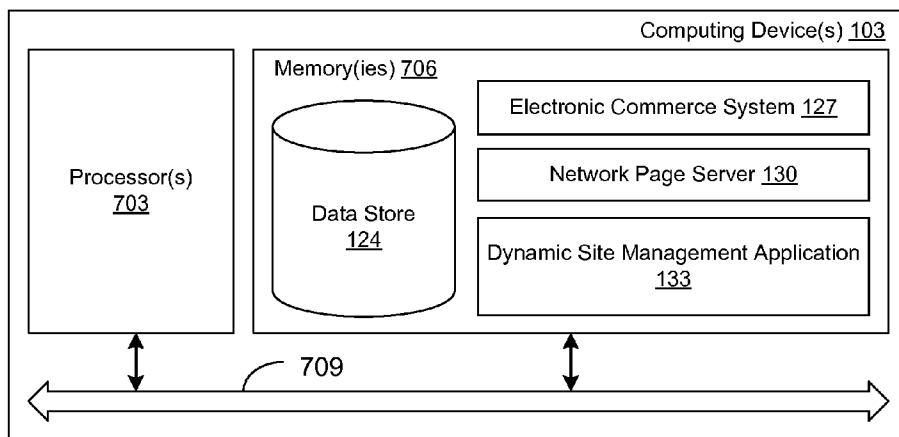 Computing Device(s) 103
Processor(s)
703
Memory(ies) 706
Data Store
124
Electronic Commerce System 127
Network Page Server 130
Dynamic Site Management Application
133
709